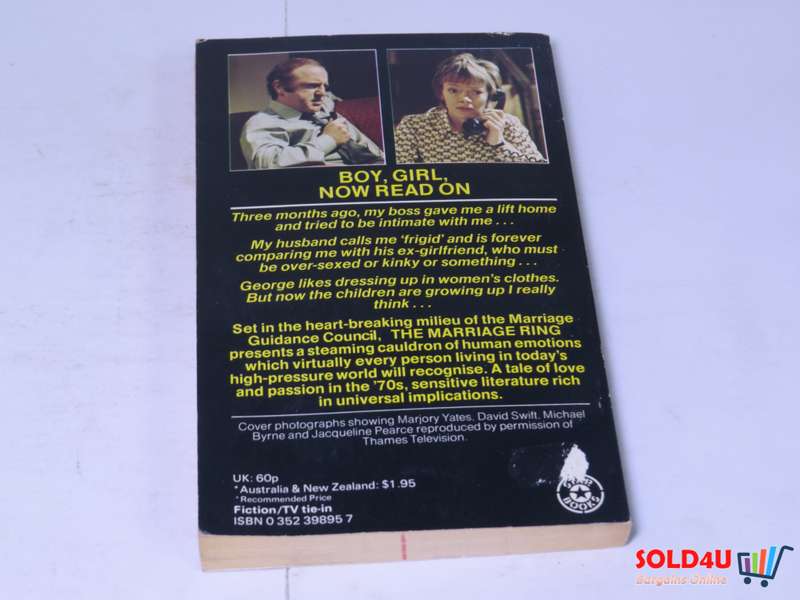 BOY, GIRL,
NOW READ ON
Three months ago, my boss gave me a lift home
and tried to be intimate with me . . .
My husband calls me 'frigid' and is forever
comparing me with his ex-girlfriend, who must
be over-sexed or kinky or something . . .
George likes dressing up in women's clothes.
But now the children are growing up I really
think . . .
Set in the heart-breaking milieu of the Marriage
Guidance Council, THE MARRIAGE RING
presents a steaming cauldron of human emotions
which virtually every person living in today's
high-pressure world will recognise. A tale of love
and passion in the '70s, sensitive literature rich
in universal implications.
Cover photographs showing Marjory Yates. David Swift. Michael
Byrne and Jacqueline Pearce reproduced by permission of
Thames Television.
UK: 60p
*Australia & New Zealand: $1.95
*Recommended Price
Fiction/TV tie-in
ISBN 0 352 39895 7
STAR
BOOKS
SOLD4U
Bargains Online